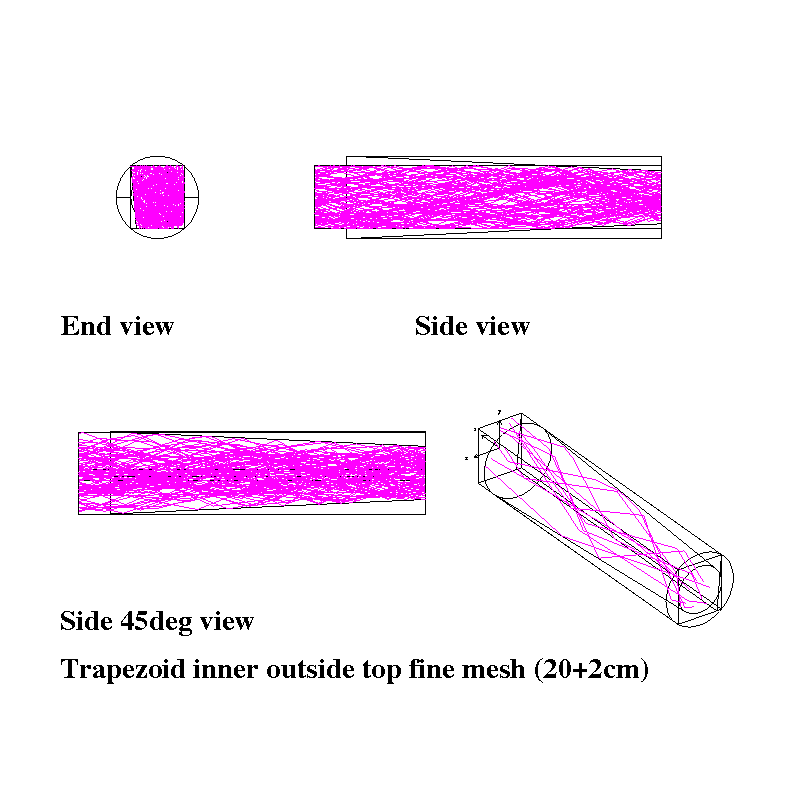 End view
Side view
Side 45deg view
Trapezoid inner outside top fine mesh (20+2cm)